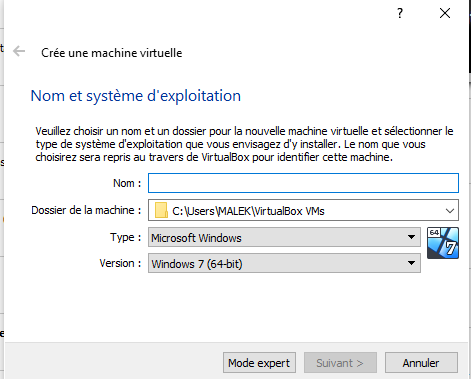 ?
Crée une machine virtuelle
Nom et système d'exploitation
Veuillez choisir un nom et un dossier pour la nouvelle machine virtuelle et sélectionner le
type de système d'exploitation que vous envisagez d'y installer. Le nom que vous
choisirez sera repris au travers de VirtualBox pour identifier cette machine.
Nom :
Dossier de la machine : C:\Users\MALEK\VirtualBox VMs
Type : Microsoft Windows
64
7
Version : Windows 7 (64-bit)
Mode expert Suivant > Annuler